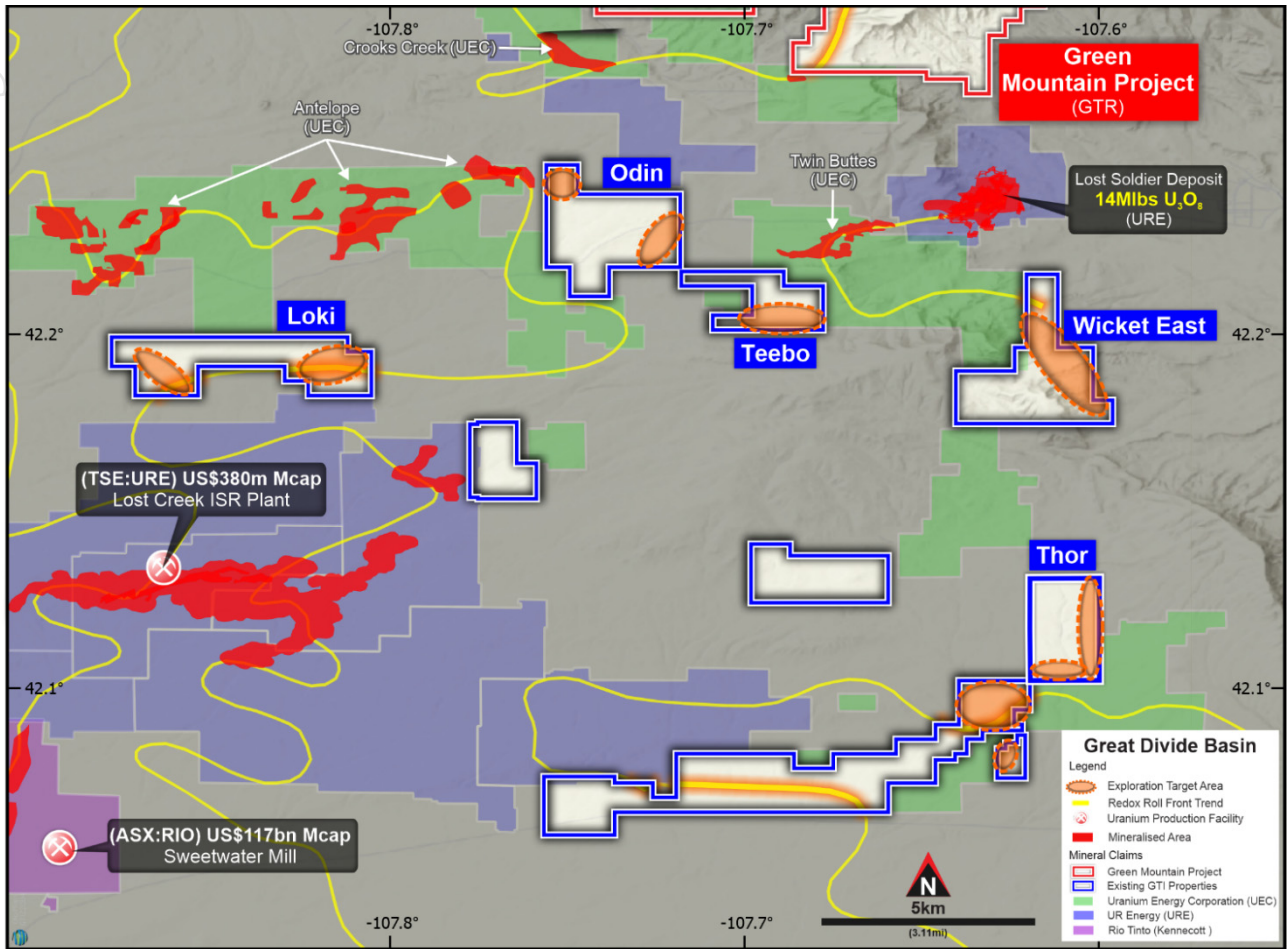 -107.8°
-107.7°
-107.6°
Crooks Creek (UEC)
Green
Mountain Project
(GTR)
Antelope
(UEC)
Odin
Twin Buttes
(UEC)
Lost Soldier Deposit
14Mlbs U₃O₈
(URE)
Loki
42.2°
42.2°
Wicket East
Teebo
(TSE:URE) US$380m Mcap
Lost Creek ISR Plant
Thor
42.1°
42.1°
(ASX:RIO) US$117bn Mcap
Sweetwater Mill
-107.8°
-107.7°
N
5km
(3.11mi)
Great Divide Basin
Legend
Exploration Target Area
Redox Roll Front Trend
Uranium Production Facility
Mineralised Area
Mineral Claims
Green Mountain Project
Existing GTI Properties
Uranium Energy Corporation (UEC)
UR Energy (URE)
Rio Tinto (Kennecott )